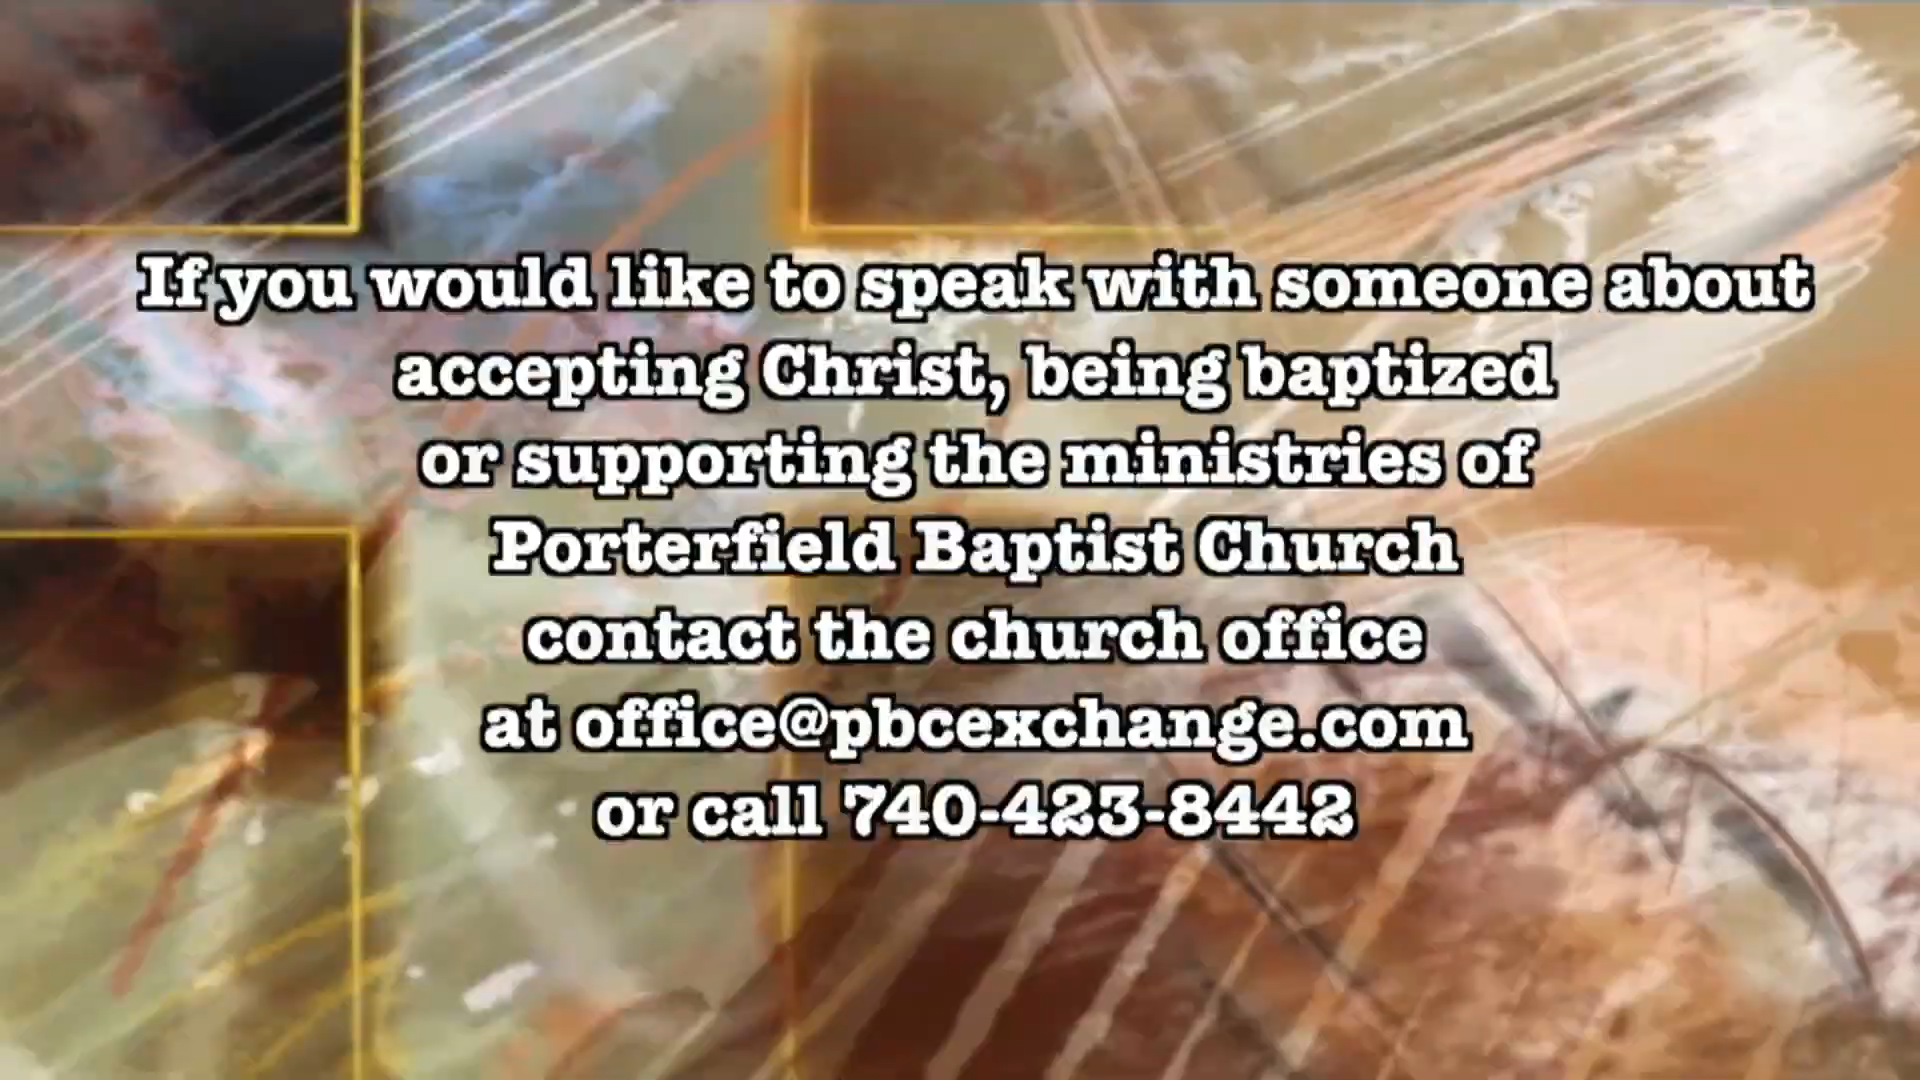 If you would like to speak with someone about
accepting Christ, being baptized
or supporting the ministries of
Porterfield Baptist Church
contact the church office
at office@pbcexchange.com
or call 740-423-8442